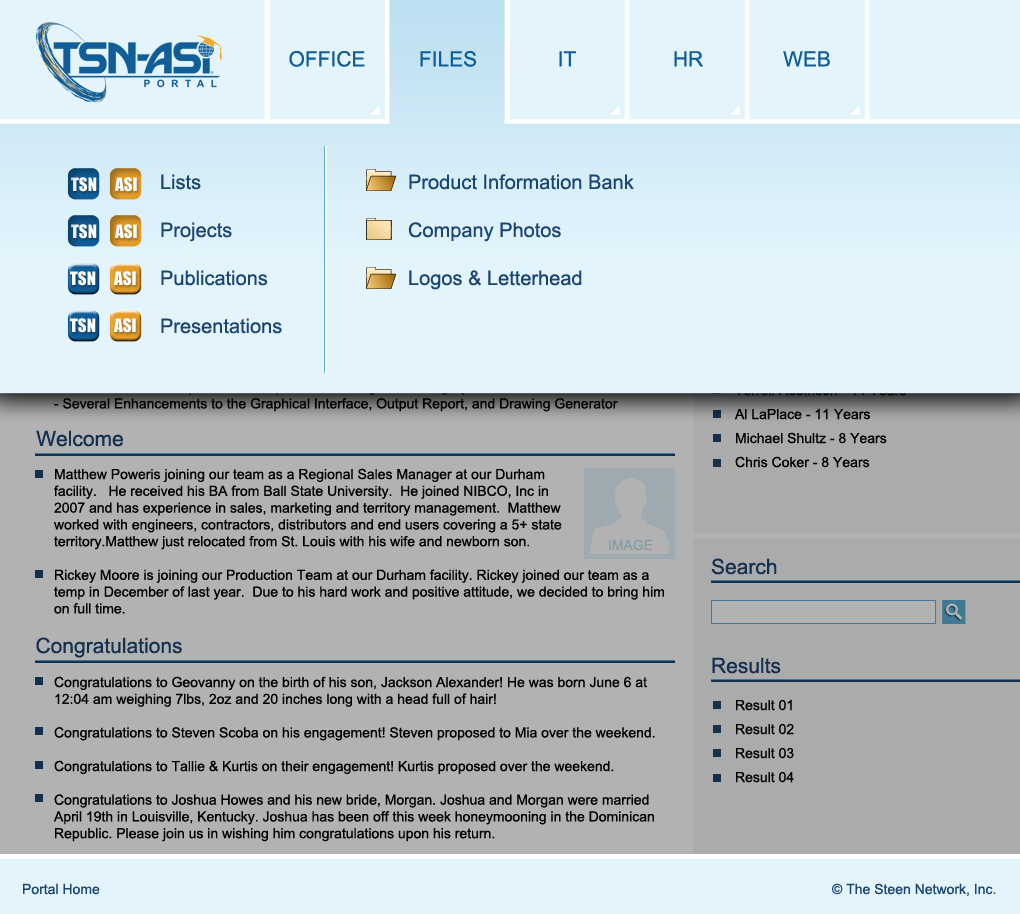 TSN-ASi
PORTAL
OFFICE
FILES
IT
HR
WEB
TSN ASI Lists
TSN ASI Projects
TSN ASI Publications
TSN ASI Presentations
Product Information Bank
Company Photos
Logos & Letterhead
- Several Enhancements to the Graphical Interface, Output Report, and Drawing Generator
Welcome
Matthew Poweris joining our team as a Regional Sales Manager at our Durham
facility. He received his BA from Ball State University. He joined NIBCO, Inc in
2007 and has experience in sales, marketing and territory management. Matthew
worked with engineers, contractors, distributors and end users covering a 5+ state
territory.Matthew just relocated from St. Louis with his wife and newborn son.
IMAGE
Rickey Moore is joining our Production Team at our Durham facility. Rickey joined our team as a
temp in December of last year. Due to his hard work and positive attitude, we decided to bring him
on full time.
Congratulations
Congratulations to Geovanny on the birth of his son, Jackson Alexander! He was born June 6 at
12:04 am weighing 7lbs, 2oz and 20 inches long with a head full of hair!
Congratulations to Steven Scoba on his engagement! Steven proposed to Mia over the weekend.
Congratulations to Tallie & Kurtis on their engagement! Kurtis proposed over the weekend.
Congratulations to Joshua Howes and his new bride, Morgan. Joshua and Morgan were married
April 19th in Louisville, Kentucky. Joshua has been off this week honeymooning in the Dominican
Republic. Please join us in wishing him congratulations upon his return.
Al LaPlace - 11 Years
Michael Shultz - 8 Years
Chris Coker - 8 Years
Search
Results
Result 01
Result 02
Result 03
Result 04
Portal Home
© The Steen Network, Inc.